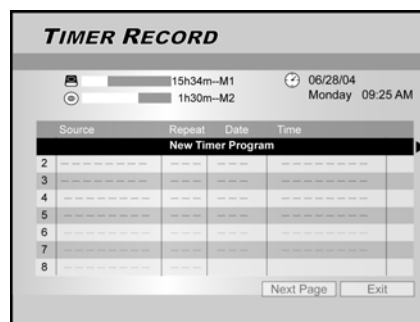 TIMER RECORD
15h34m--M1
1h30m--M2
06/28/04
Monday 09:25 AM
Source Repeat Date Time
New Timer Program
2 – – – – – – – – – – – – – – – – – – – – – –
3 – – – – – – – – – – – – – – – – – – – – – –
4 – – – – – – – – – – – – – – – – – – – – – –
5 – – – – – – – – – – – – – – – – – – – – – –
6 – – – – – – – – – – – – – – – – – – – – – –
7 – – – – – – – – – – – – – – – – – – – – – –
8 – – – – – – – – – – – – – – – – – – – – – –
Next Page Exit